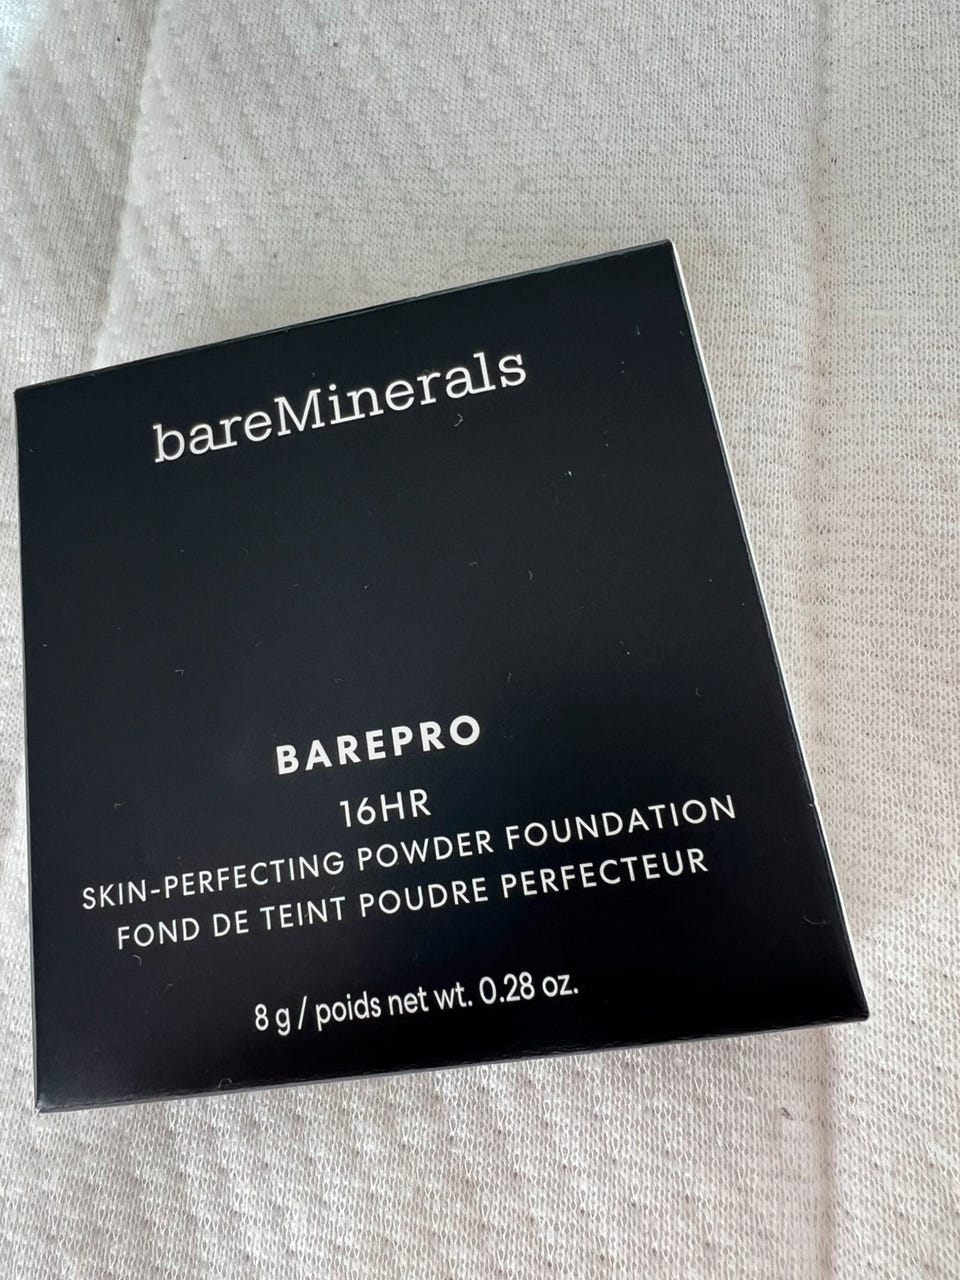 bareMinerals
BAREPRO
16HR
SKIN-PERFECTING POWDER FOUNDATION
FOND DE TEINT POUDRE PERFECTEUR
8 g / poids net wt. 0.28 oz.